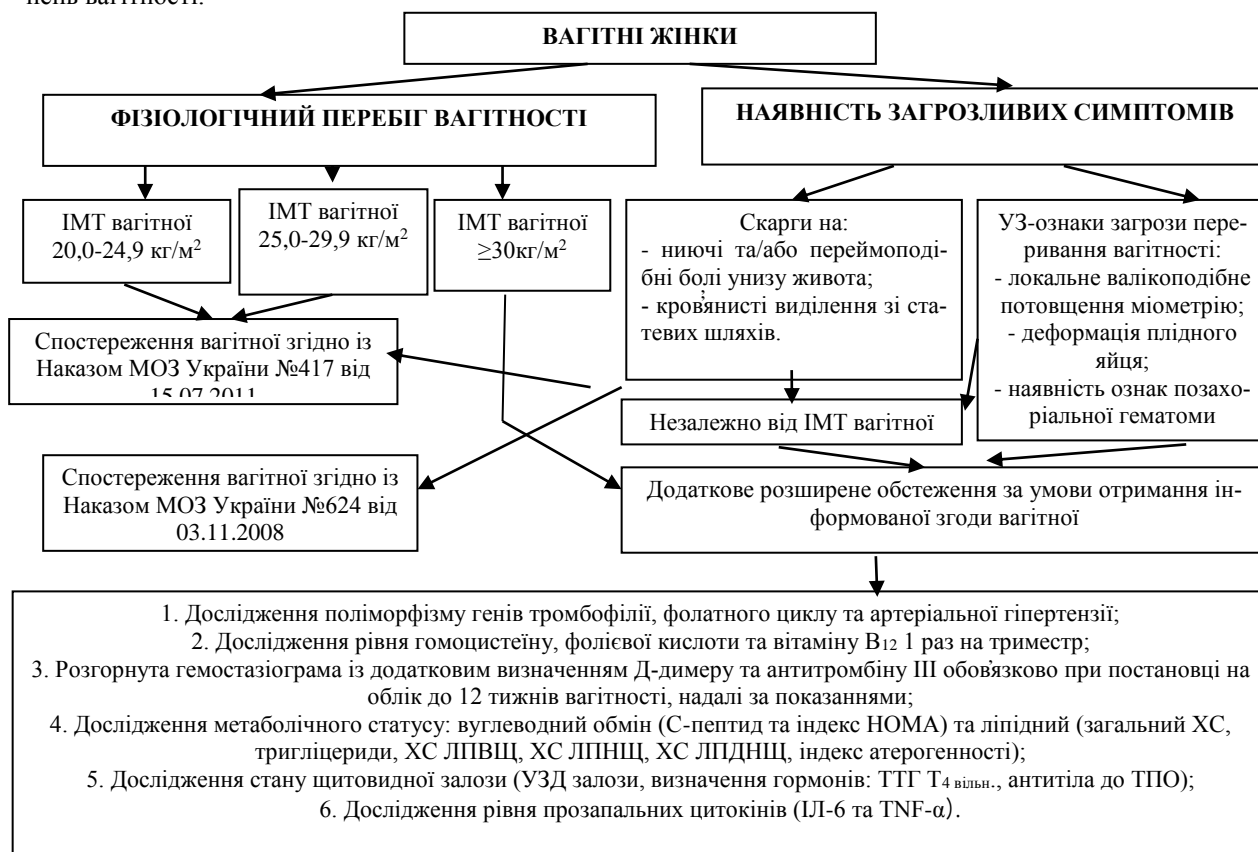 пень вагітності.
ВАГІТНІ ЖІНКИ
ФІЗІОЛОГІЧНИЙ ПЕРЕБІГ ВАГІТНОСТІ
НАЯВНІСТЬ ЗАГРОЗЛИВИХ СИМПТОМІВ
ІМТ вагітної
20,0-24,9 кг/м²
ІМТ вагітної
25,0-29,9 кг/м²
ІМТ вагітної
≥30кг/м²
Скарги на:
- ниючі та/або переймоподі-
бні болі унизу живота;
- кров'янисті виділення зі ста-
тевих шляхів.
УЗ-ознаки загрози пере-
ривання вагітності:
- локальне валікоподібне
потовщення міометрію;
- деформація плідного
яйця;
- наявність ознак позахо-
ріальної гематоми
Спостереження вагітної згідно із
Наказом МОЗ України №417 від
15.07.2011
Незалежно від ІМТ вагітної
Спостереження вагітної згідно із
Наказом МОЗ України №624 від
03.11.2008
Додаткове розширене обстеження за умови отримання ін-
формованої згоди вагітної
1. Дослідження поліморфізму генів тромбофілії, фолатного циклу та артеріальної гіпертензії;
2. Дослідження рівня гомоцистеїну, фолієвої кислоти та вітаміну В₁₂ 1 раз на триместр;
3. Розгорнута гемостазіограма із додатковим визначенням Д-димеру та антитромбіну ІІІ обов'язково при постановці на
облік до 12 тижнів вагітності, надалі за показаннями;
4. Дослідження метаболічного статусу: вуглеводний обмін (С-пептид та індекс НОМА) та ліпідний (загальний ХС,
тригліцериди, ХС ЛПВЩ, ХС ЛПНЩ, ХС ЛПДНЩ, індекс атерогенності);
5. Дослідження стану щитовидної залози (УЗД залози, визначення гормонів: ТТГ Т4 вільн., антитіла до ТПО);
6. Дослідження рівня прозапальних цитокінів (ІЛ-6 та TNF-α).